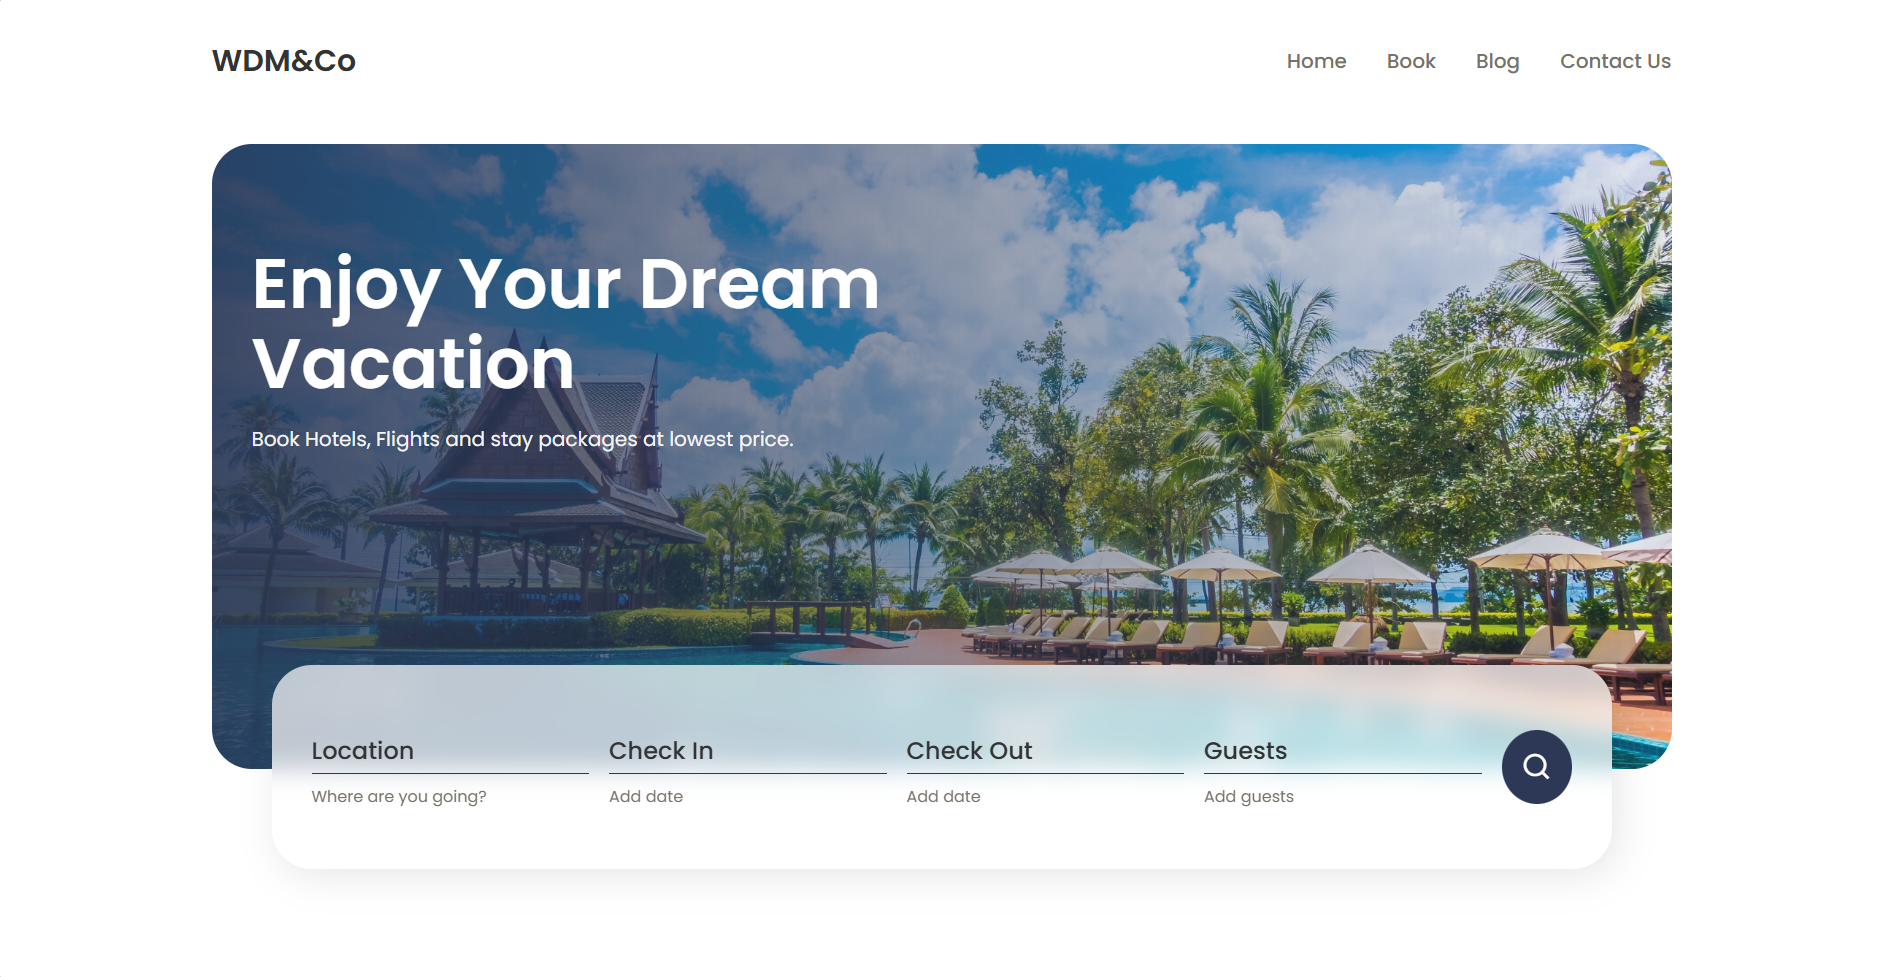 WDM&Co
Home
Book
Blog
Contact Us
Enjoy Your Dream
Vacation
Book Hotels, Flights and stay packages at lowest price.
Location
Where are you going?
Check In
Add date
Check Out
Add date
Guests
Add guests